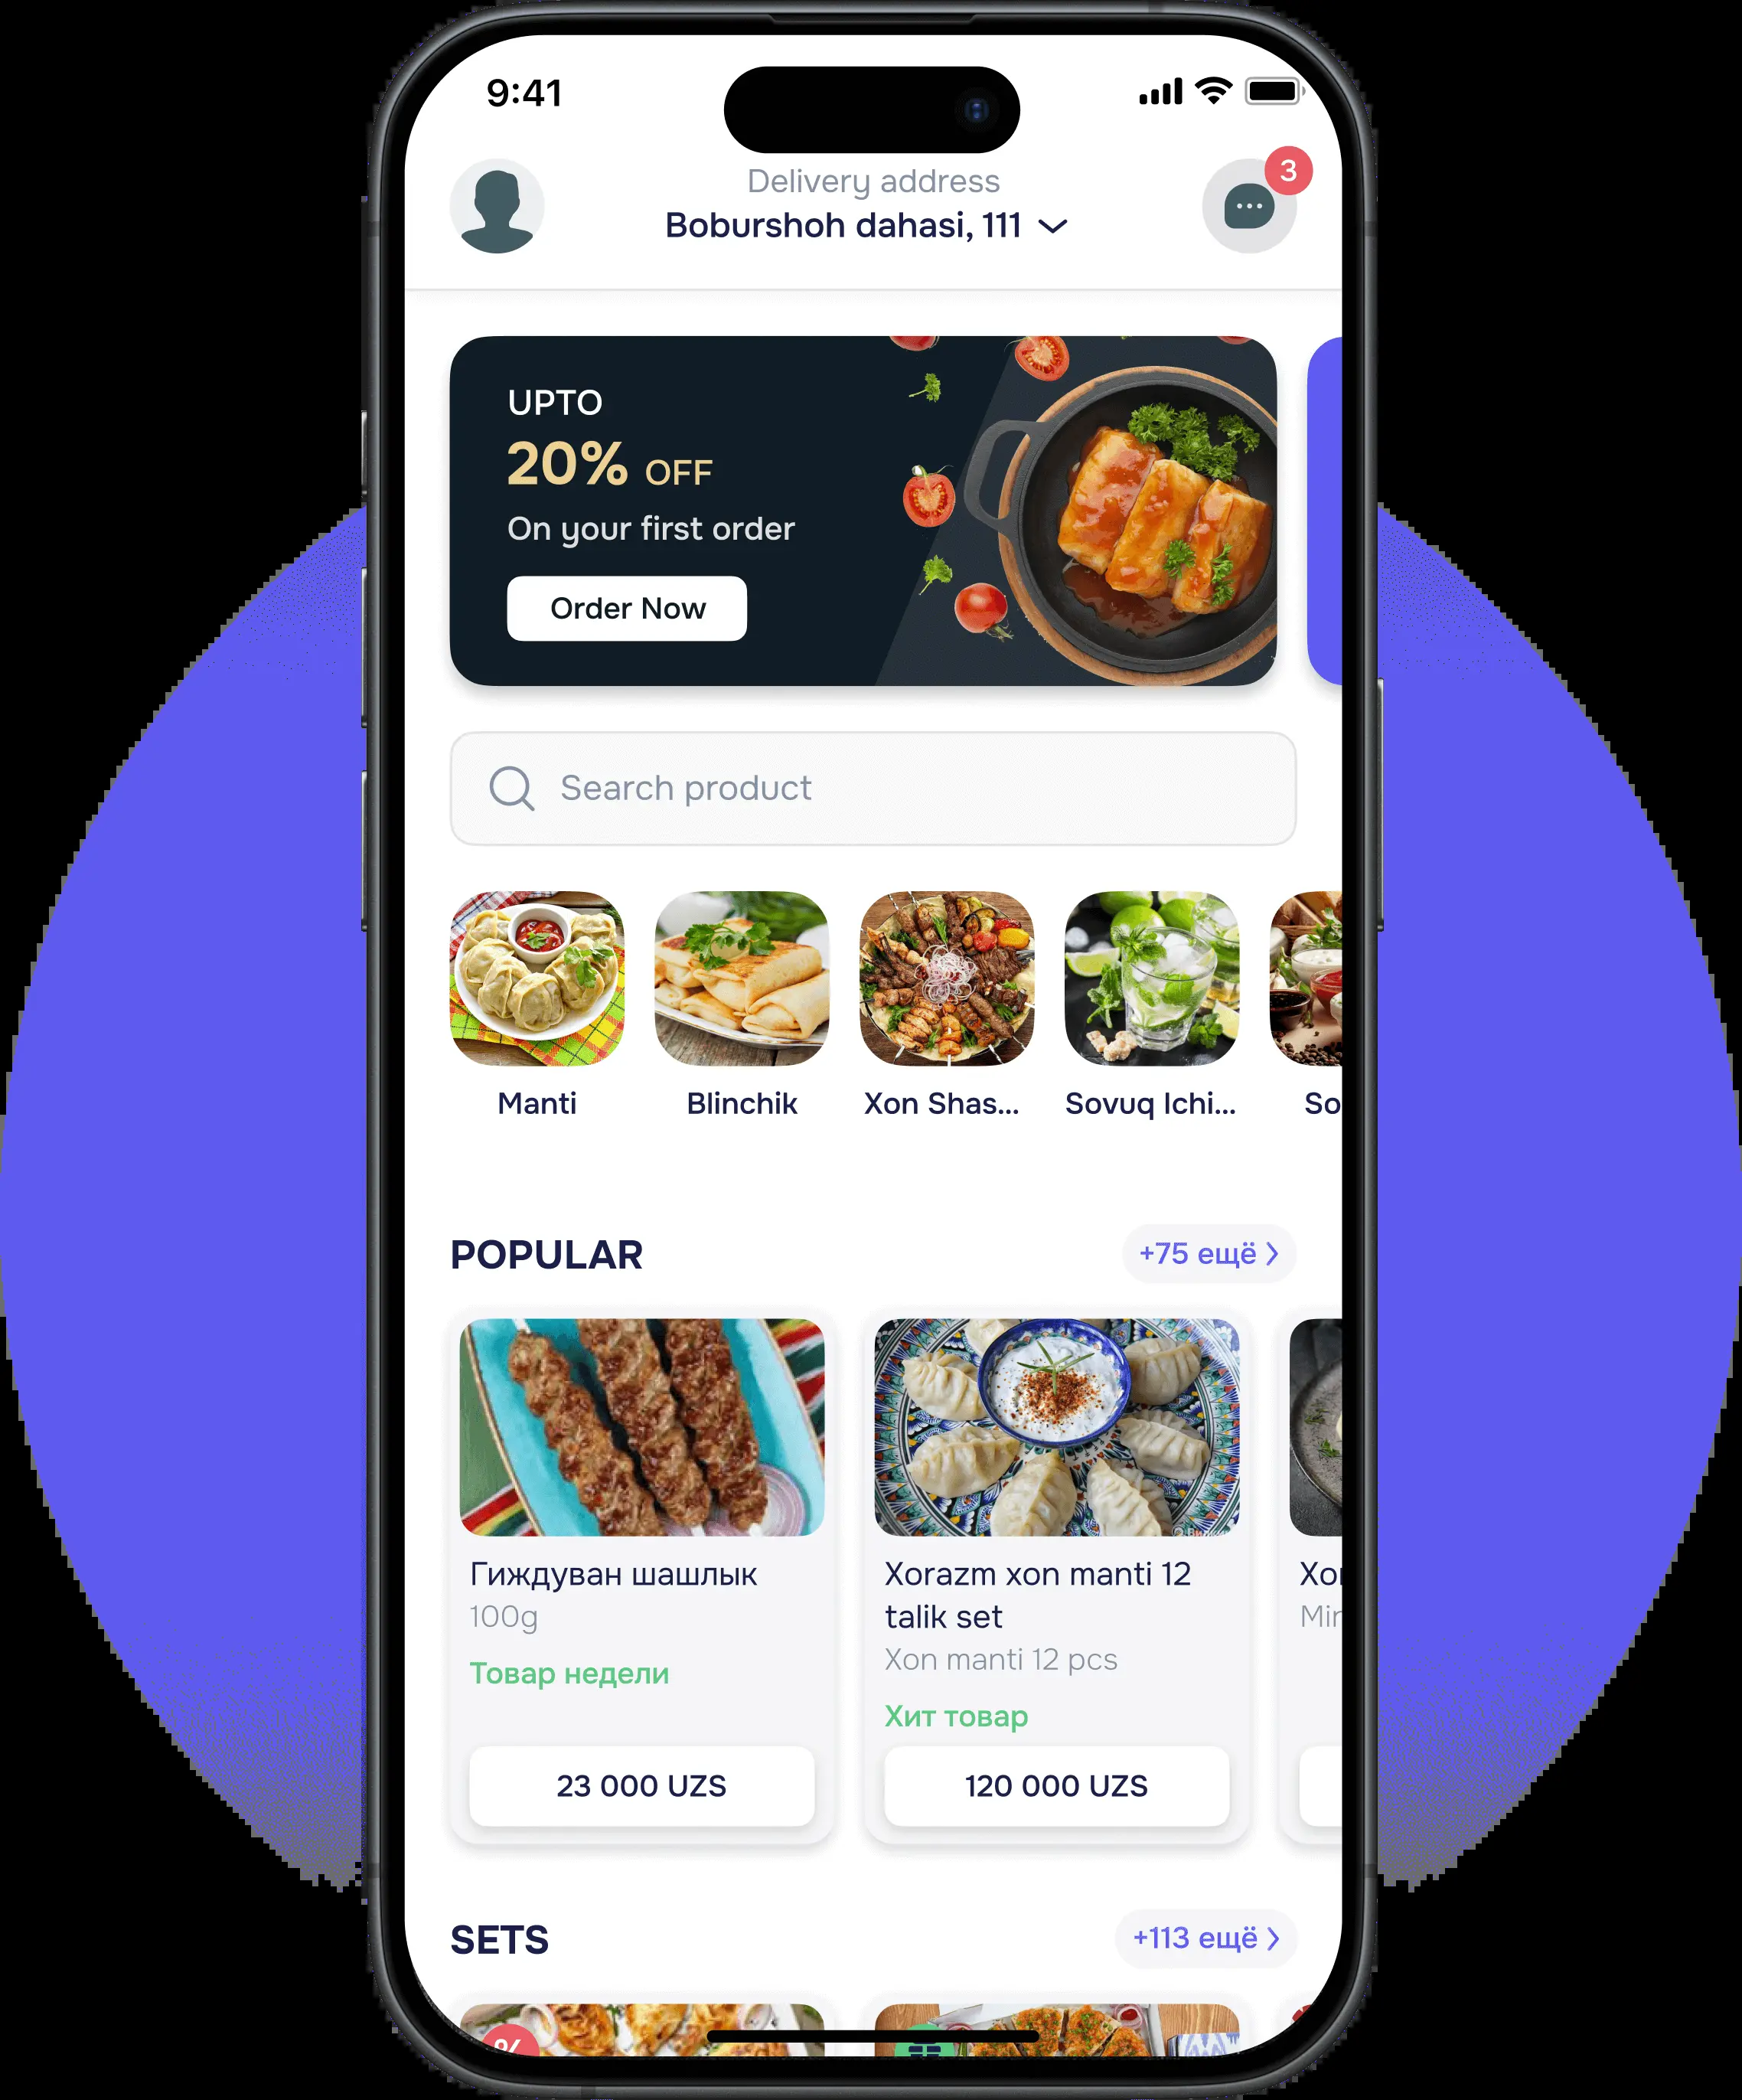 9:41
Delivery address
Boburshoh dahasi, 111
3
UPTO
20% OFF
On your first order
Order Now
Search product
Manti
Blinchik
Xon Shas...
Sovuq Ichi...
So
POPULAR
+75 ещё
Гиждуван шашлык
100g
Товар недели
23 000 UZS
Xorazm xon manti 12
talik set
Xon manti 12 pcs
Хит товар
120 000 UZS
Xo
Min
SETS
+113 ещё
%